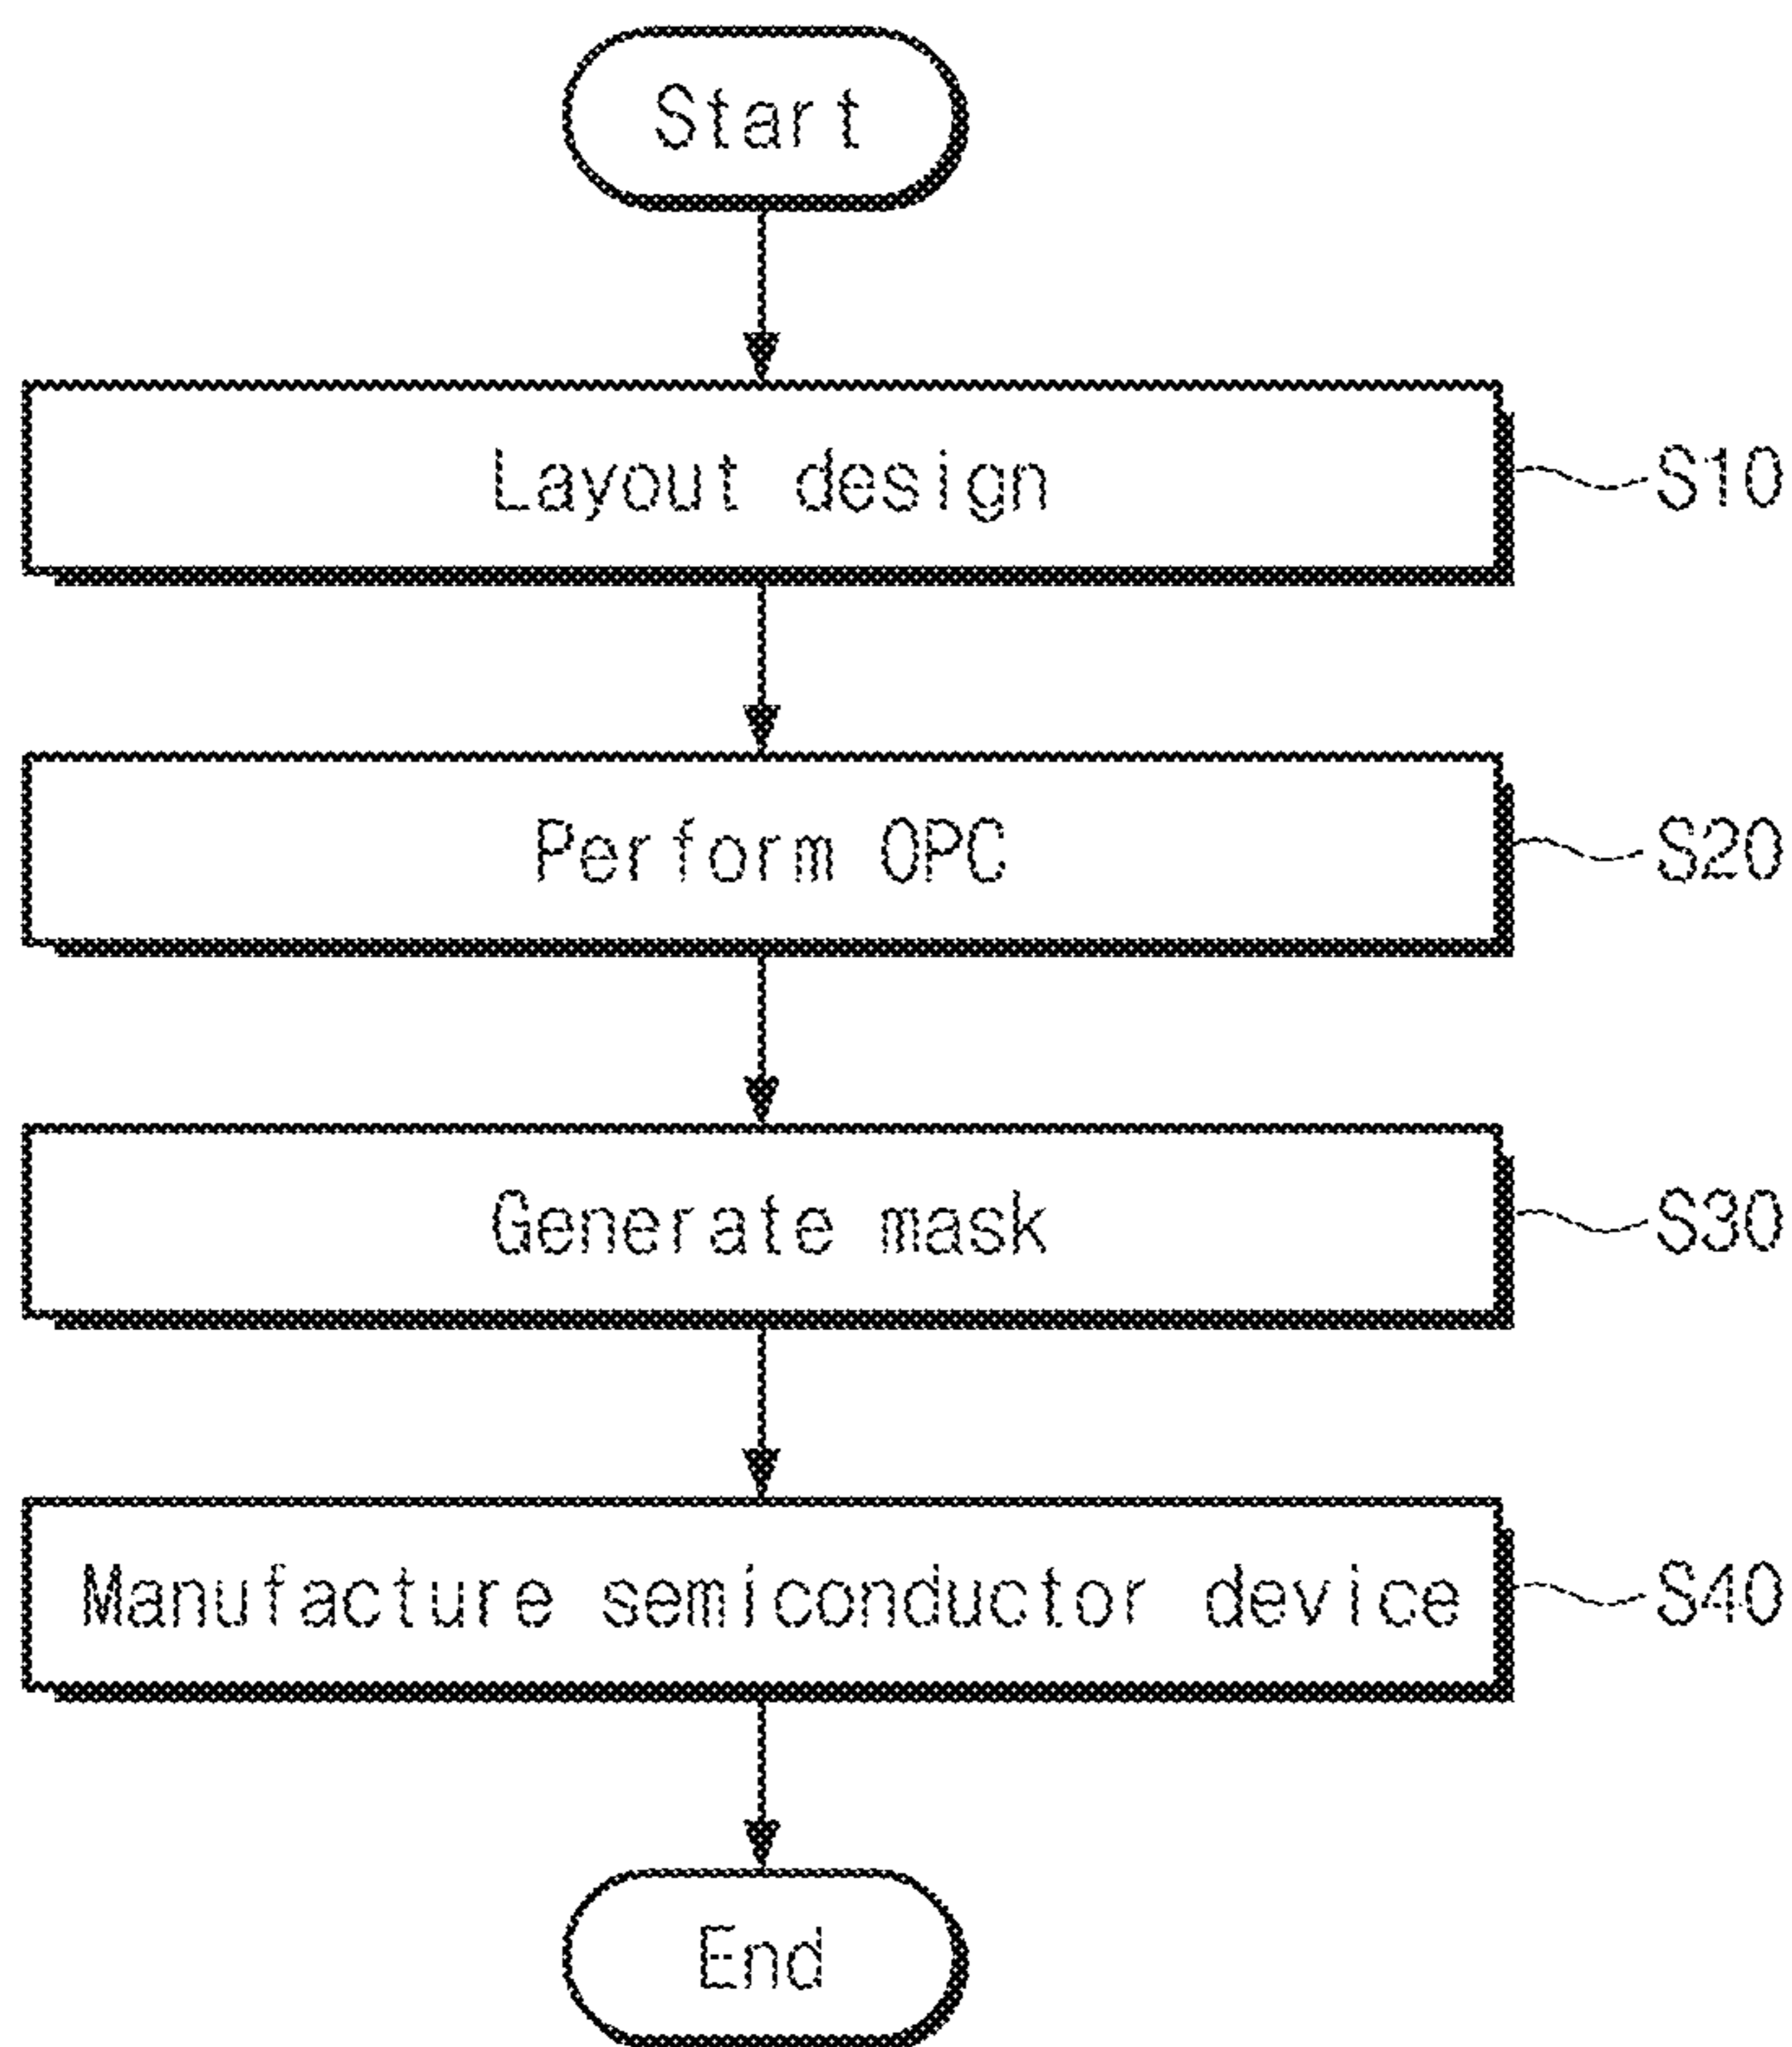 Start
Layout design
S10
Perform OPC
S20
Generate mask
S30
Manufacture semiconductor device
S40
End